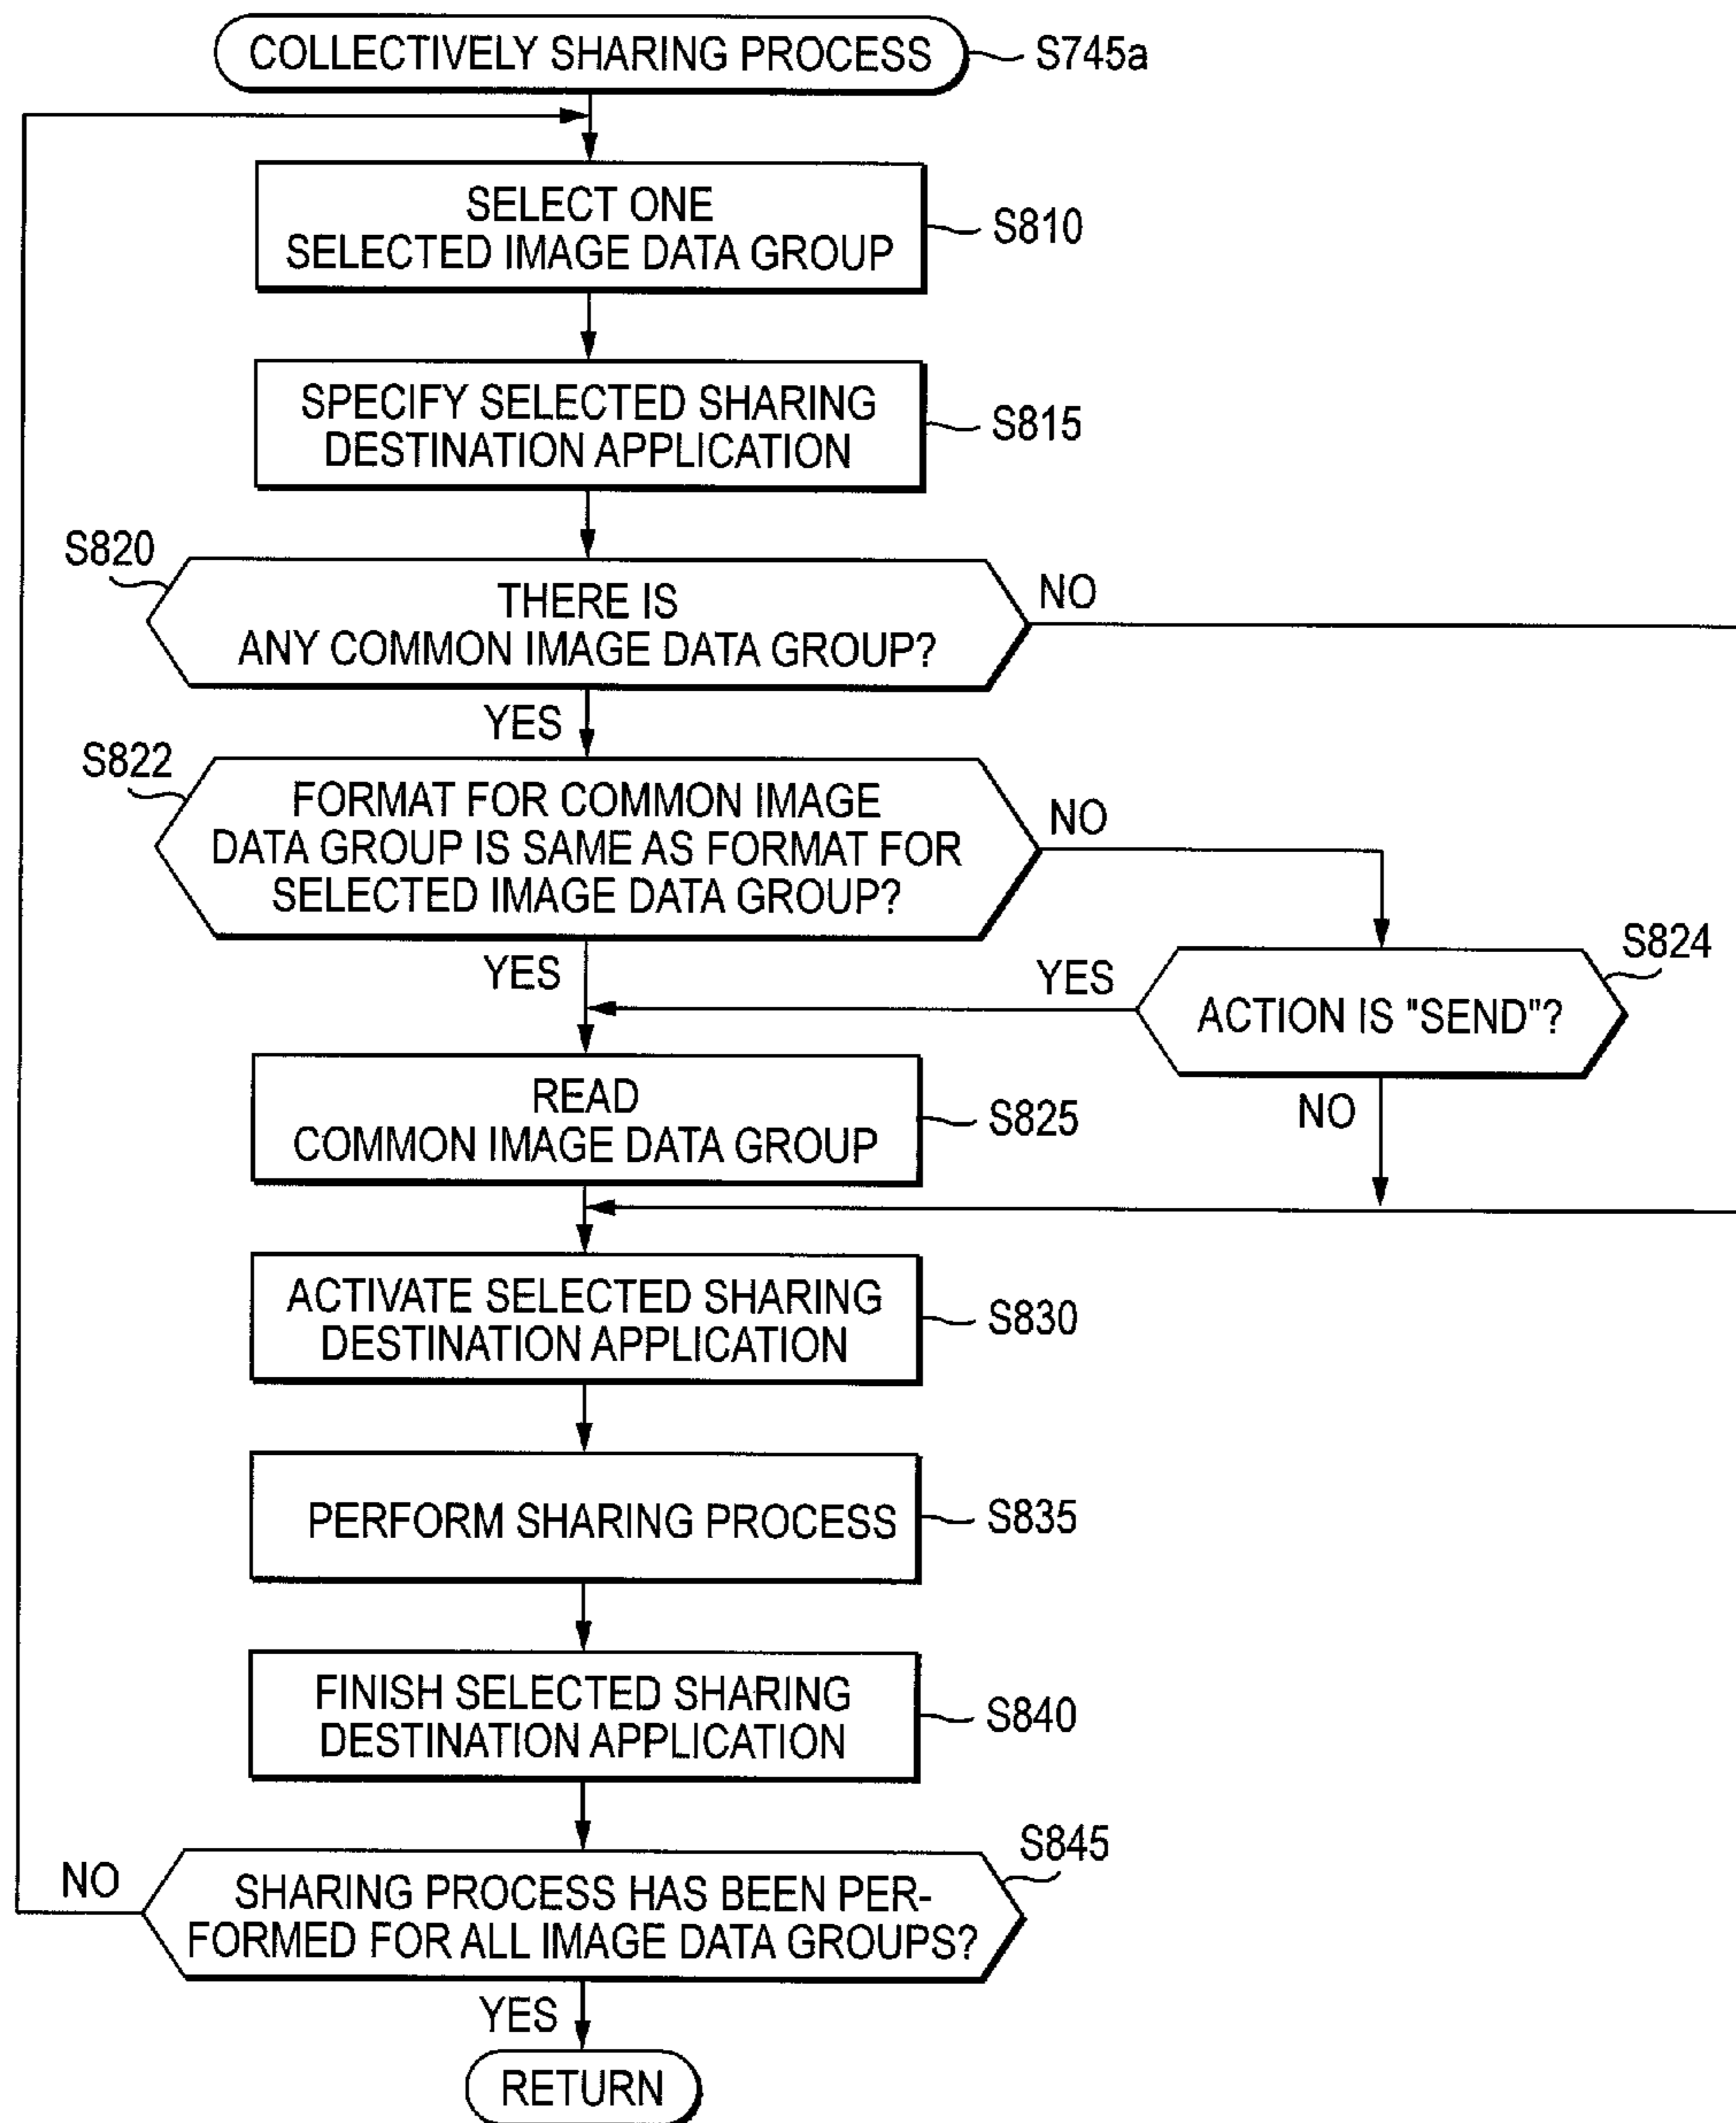 COLLECTIVELY SHARING PROCESS
S745a
SELECT ONE
SELECTED IMAGE DATA GROUP
S810
SPECIFY SELECTED SHARING
DESTINATION APPLICATION
S815
S820
THERE IS
ANY COMMON IMAGE DATA GROUP?
NO
YES
S822
FORMAT FOR COMMON IMAGE
DATA GROUP IS SAME AS FORMAT FOR
SELECTED IMAGE DATA GROUP?
NO
YES
S824
ACTION IS "SEND"?
YES
NO
READ
COMMON IMAGE DATA GROUP
S825
ACTIVATE SELECTED SHARING
DESTINATION APPLICATION
S830
PERFORM SHARING PROCESS
S835
FINISH SELECTED SHARING
DESTINATION APPLICATION
S840
S845
NO
SHARING PROCESS HAS BEEN PER-
FORMED FOR ALL IMAGE DATA GROUPS?
YES
RETURN